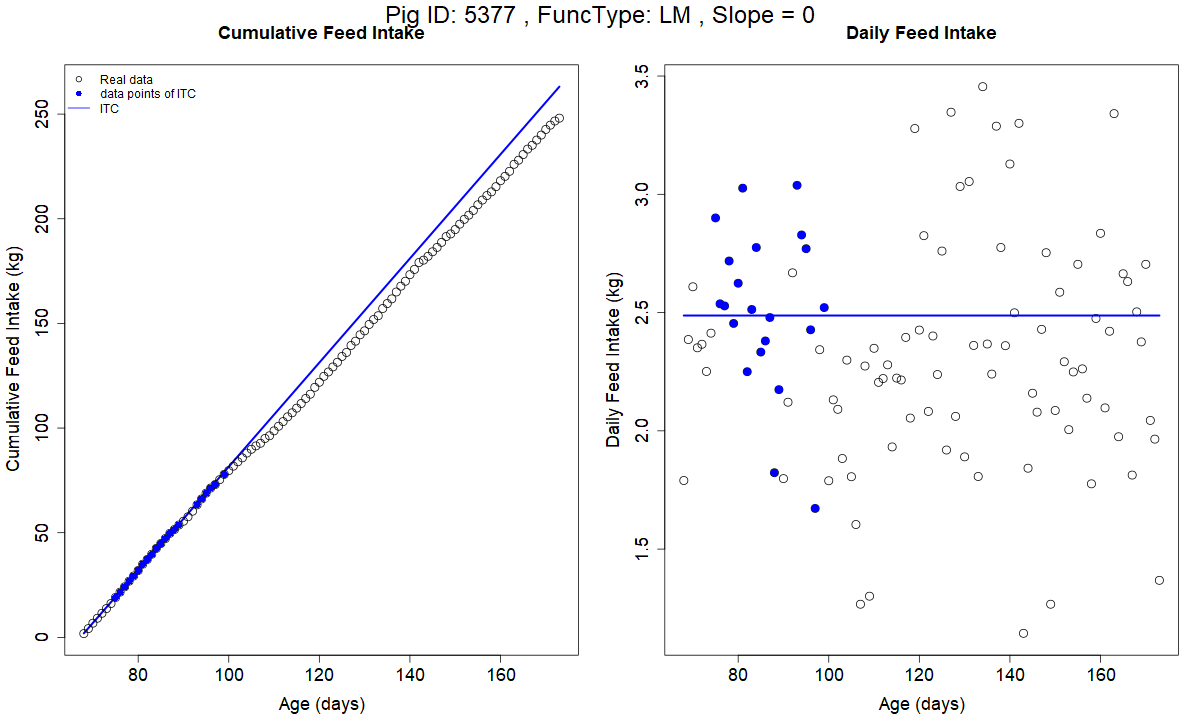 Pig ID: 5377 , FuncType: LM , Slope = 0
Cumulative Feed Intake
Daily Feed Intake
Real data
data points of ITC
ITC
Cumulative Feed Intake (kg)
0
50
100
150
200
250
80
100
120
140
160
Age (days)
Daily Feed Intake (kg)
1.5
2.0
2.5
3.0
3.5
80
100
120
140
160
Age (days)